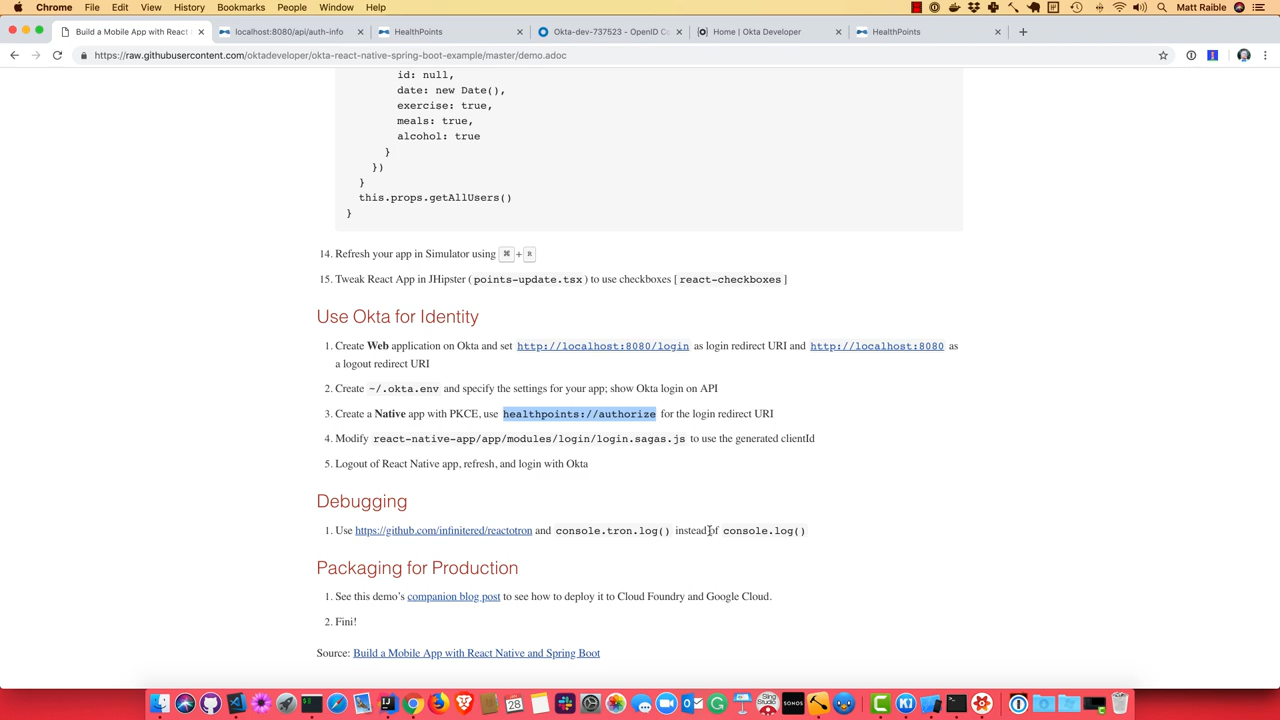 Chrome File Edit View History Bookmarks People Window Help Matt Raible
Build a Mobile App with React localhost:8080/api/auth-info HealthPoints Okta-dev-737523 - OpenID Co Home | Okta Developer HealthPoints
https://raw.githubusercontent.com/oktadeveloper/okta-react-native-spring-boot-example/master/demo.adoc
id: null,
date: new Date(),
exercise: true,
meals: true,
alcohol: true
}
})
}
this.props.getAllUsers()
}
14. Refresh your app in Simulator using ⌘ + R
15. Tweak React App in JHipster (points-update.tsx) to use checkboxes [react-checkboxes]
Use Okta for Identity
1. Create Web application on Okta and set http://localhost:8080/login as login redirect URI and http://localhost:8080 as
a logout redirect URI
2. Create ~/.okta.env and specify the settings for your app; show Okta login on API
3. Create a Native app with PKCE, use healthpoints://authorize for the login redirect URI
4. Modify react-native-app/app/modules/login/login.sagas.js to use the generated clientId
5. Logout of React Native app, refresh, and login with Okta
Debugging
1. Use https://github.com/infinitered/reactotron and console.tron.log() instead of console.log()
Packaging for Production
1. See this demo's companion blog post to see how to deploy it to Cloud Foundry and Google Cloud.
2. Fini!
Source: Build a Mobile App with React Native and Spring Boot
28 SONOS